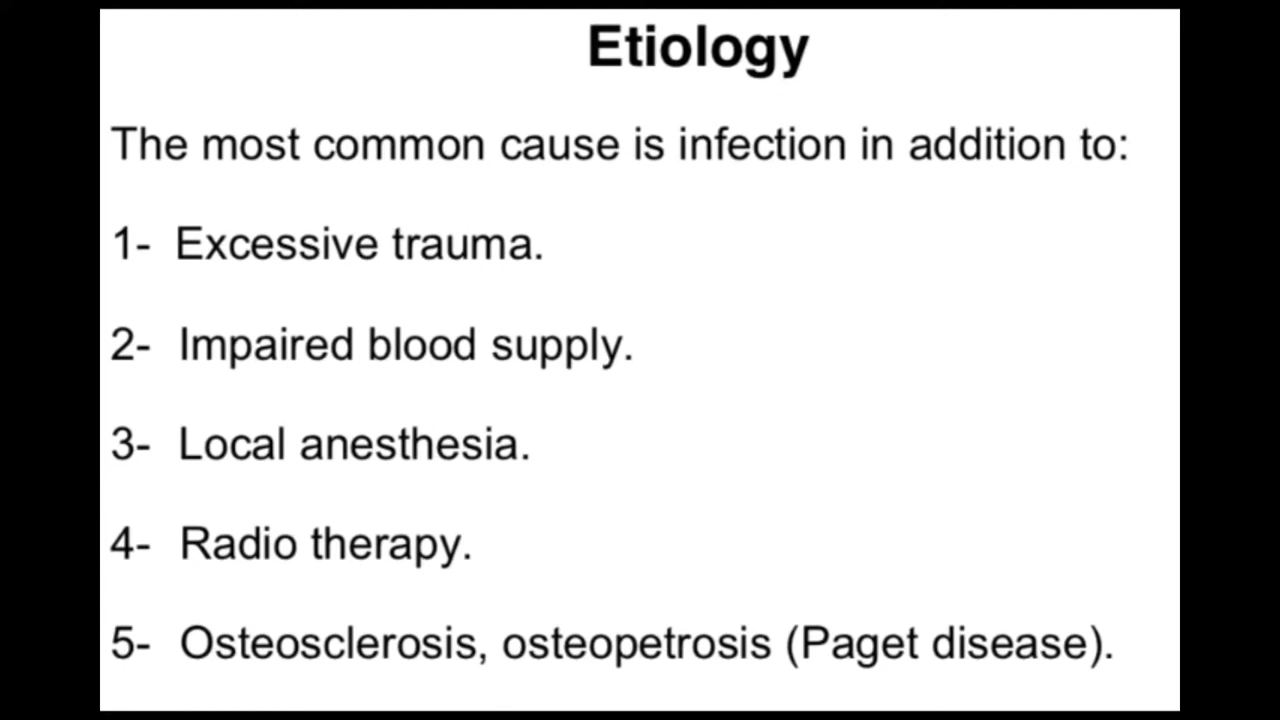 Etiology
The most common cause is infection in addition to:
1- Excessive trauma.
2- Impaired blood supply.
3- Local anesthesia.
4- Radio therapy.
5- Osteosclerosis, osteopetrosis (Paget disease).